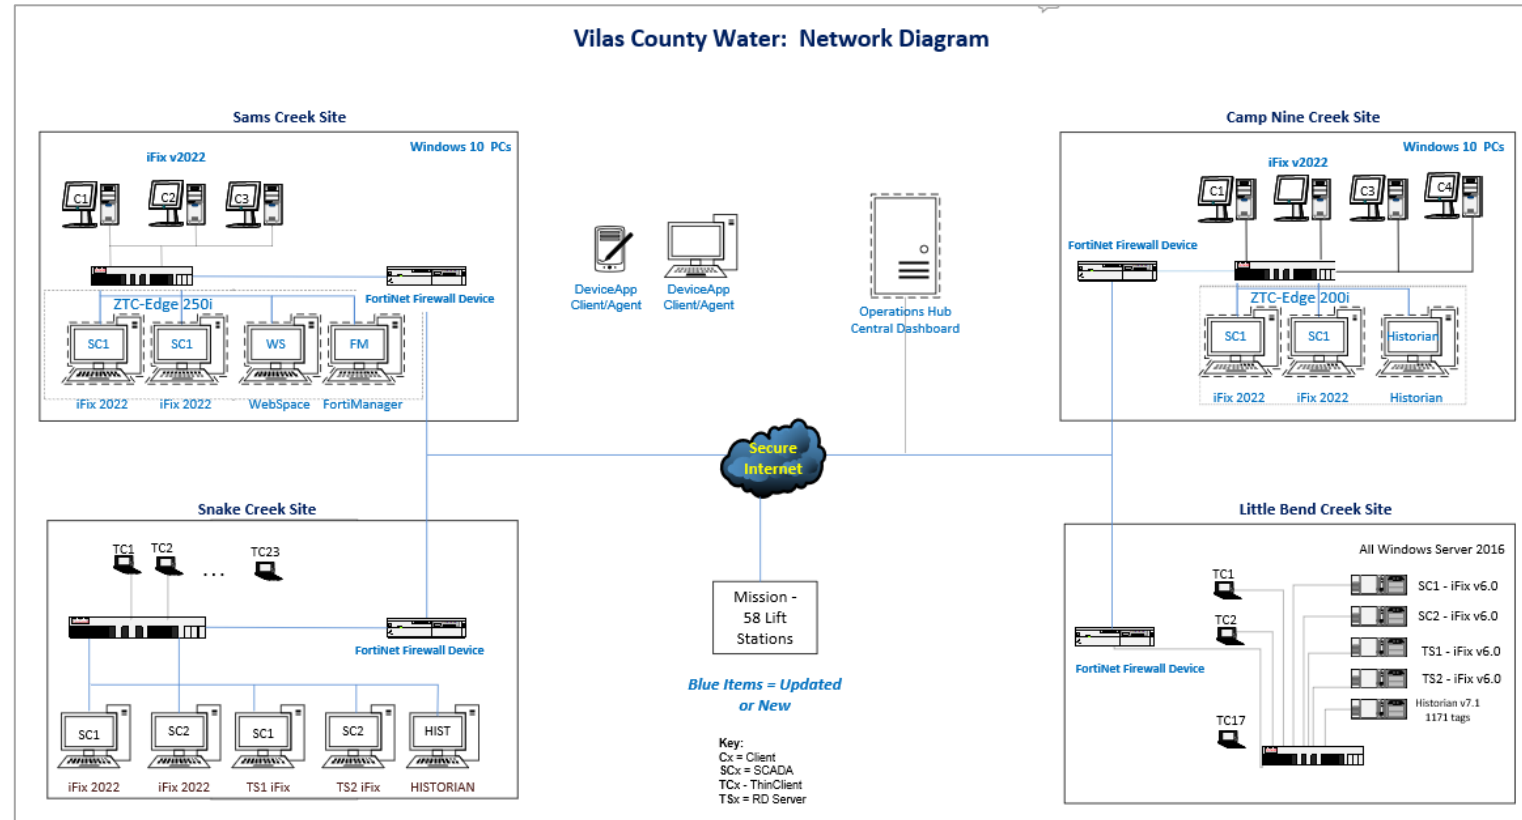 Vilas County Water:  Network Diagram
Sams Creek Site
Windows 10  PCs
iFix v2022
C1
C2
C3
FortiNet Firewall Device
ZTC-Edge 250i
SC1
SC1
WS
FM
iFix 2022
iFix 2022
WebSpace
FortiManager
DeviceApp
Client/Agent
DeviceApp
Client/Agent
Operations Hub
Central Dashboard
Camp Nine Creek Site
Windows 10  PCs
iFix v2022
C1
C3
C4
FortiNet Firewall Device
ZTC-Edge 200i
SC1
SC1
Historian
iFix 2022
iFix 2022
Historian
Secure
Internet
Snake Creek Site
TC1
TC2
...
TC23
FortiNet Firewall Device
SC1
SC2
SC1
SC2
HIST
iFix 2022
iFix 2022
TS1 iFix
TS2 iFix
HISTORIAN
Mission -
58 Lift
Stations
Blue Items = Updated
or New
Key:
Cx = Client
SCx = SCADA
TCx - ThinClient
TSx = RD Server
Little Bend Creek Site
All Windows Server 2016
TC1
TC2
TC17
FortiNet Firewall Device
SC1 - iFix v6.0
SC2 - iFix v6.0
TS1 - iFix v6.0
TS2 - iFix v6.0
Historian v7.1
1171 tags